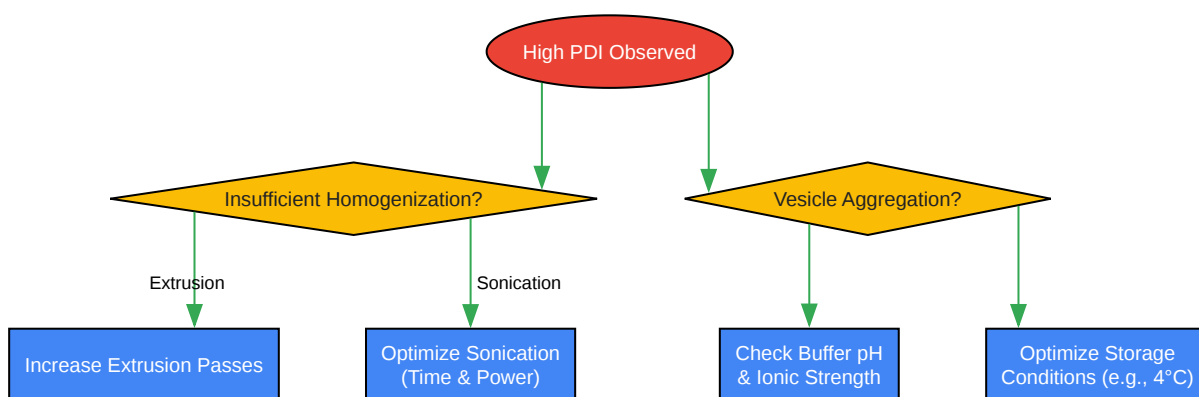 High PDI Observed
Insufficient Homogenization?
Vesicle Aggregation?
Extrusion
Sonication
Increase Extrusion Passes
Optimize Sonication
(Time & Power)
Check Buffer pH
& Ionic Strength
Optimize Storage
Conditions (e.g., 4°C)